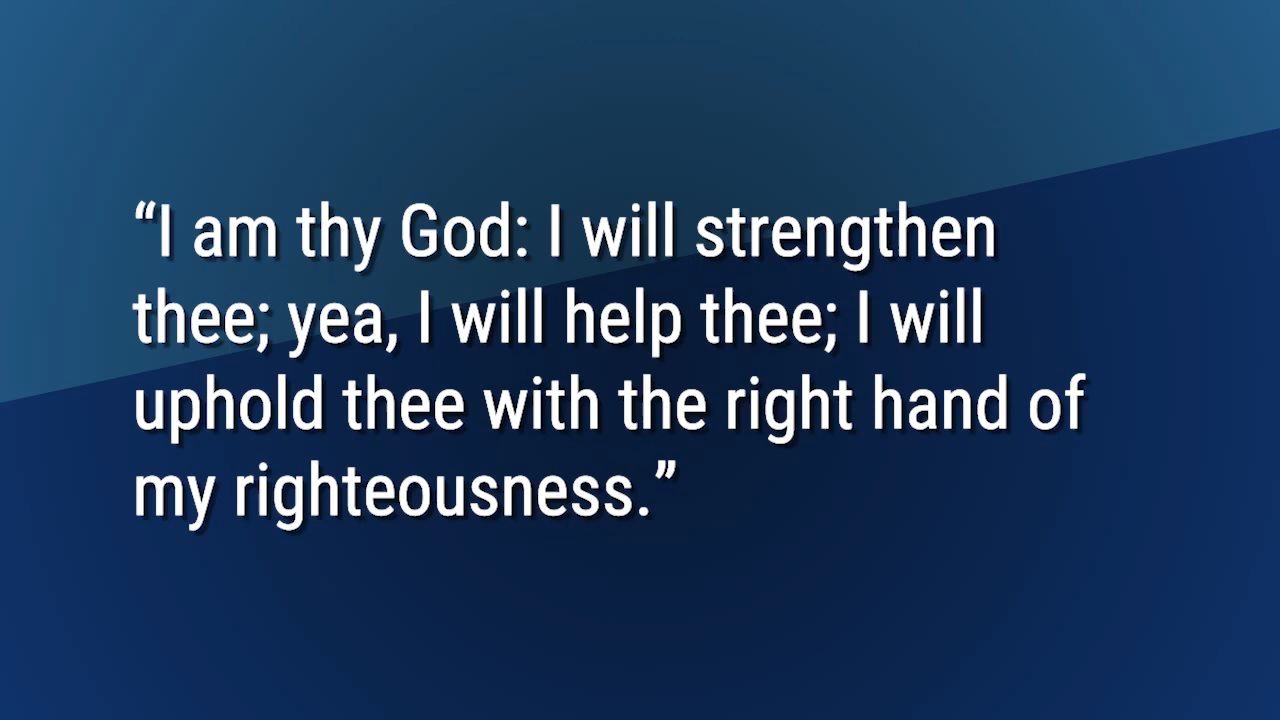 “I am thy God: I will strengthen
thee; yea, I will help thee; I will
uphold thee with the right hand of
my righteousness.”